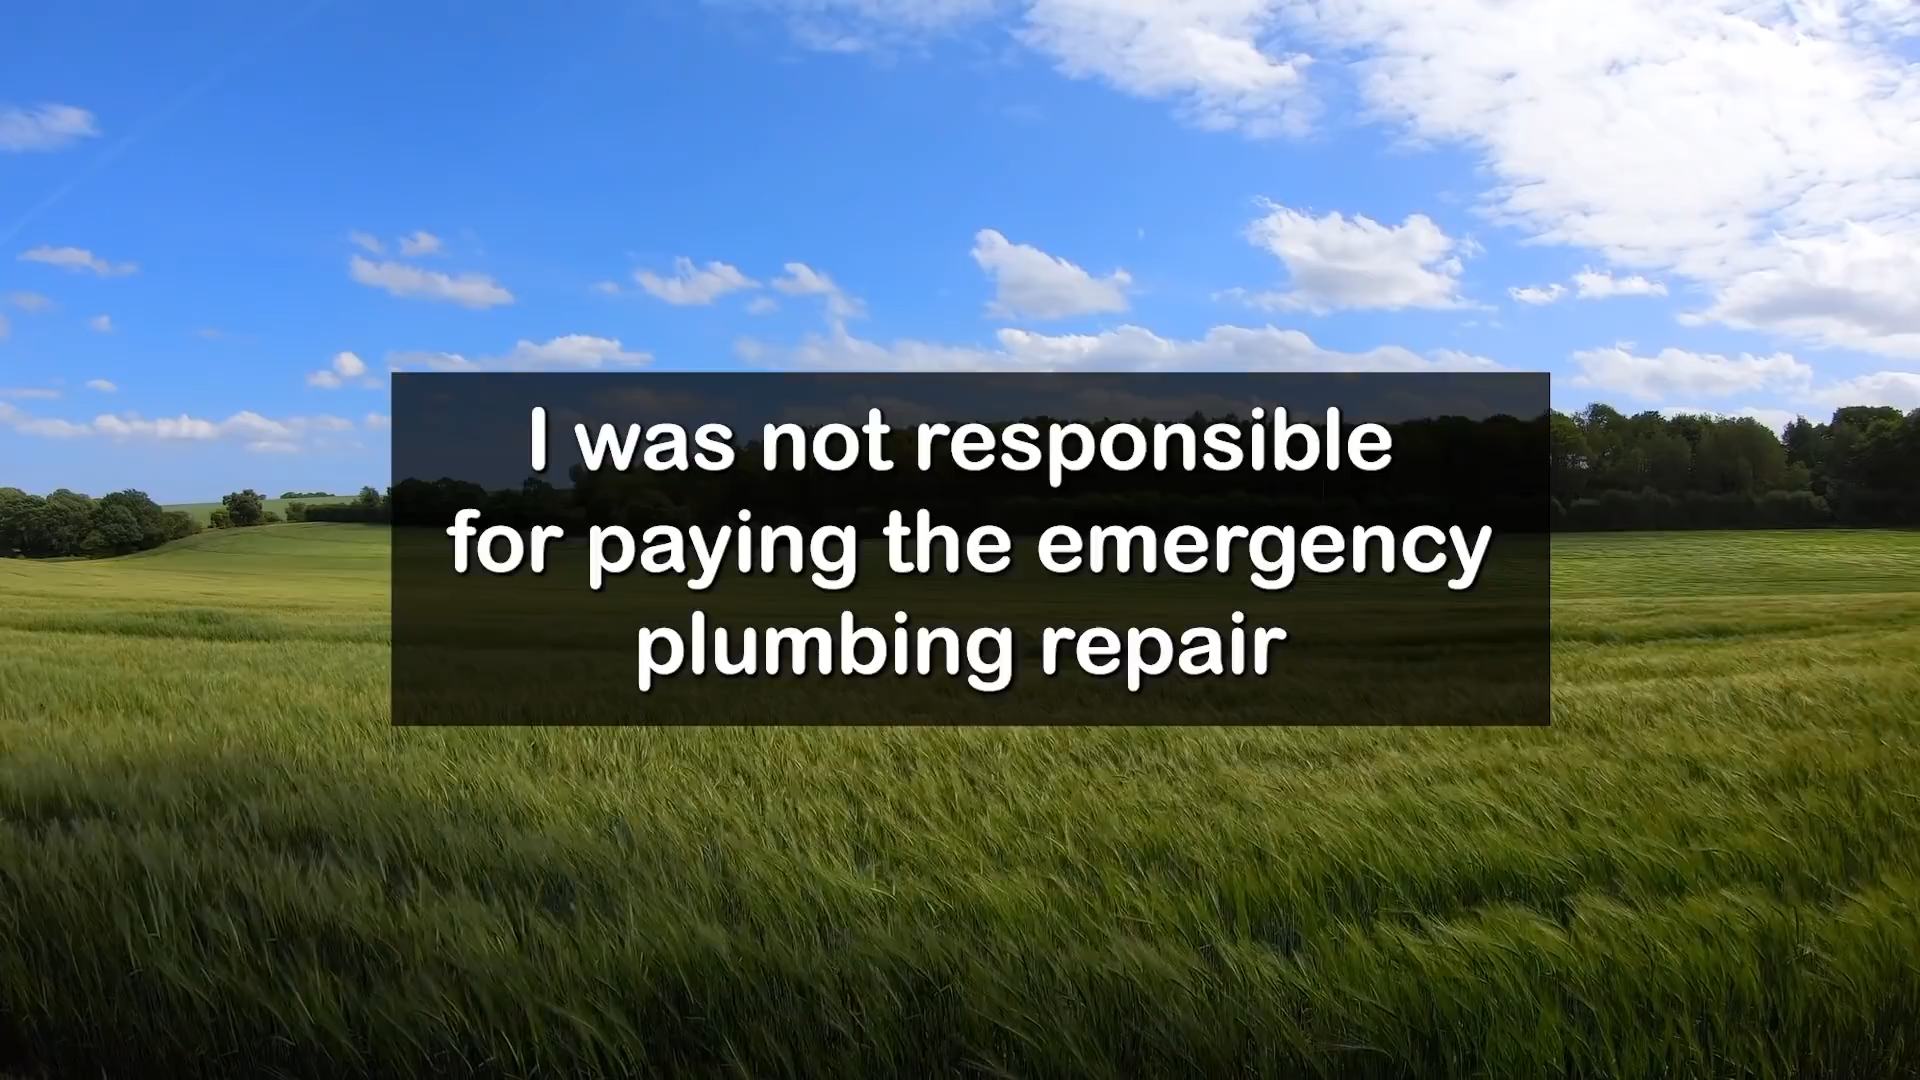 I was not responsible
for paying the emergency
plumbing repair